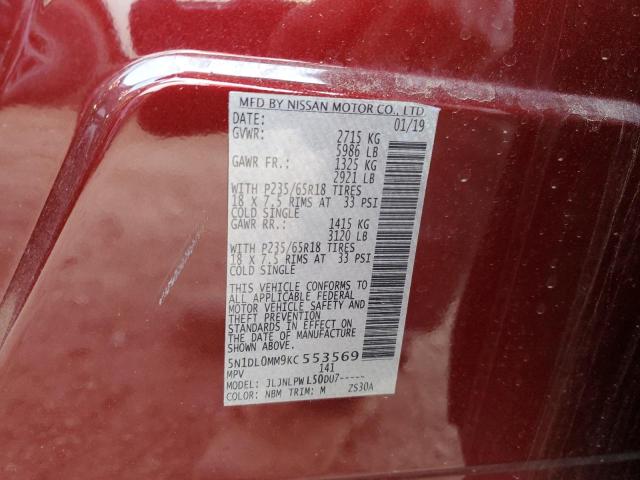 MFD BY NISSAN MOTOR CO., LTD
DATE: 01/19
GVWR: 2715 KG
5986 LB
GAWR FR.: 1325 KG
2921 LB
WITH P235/65R18 TIRES
18 X 7.5 RIMS AT 33 PSI
COLD SINGLE
GAWR RR.: 1415 KG
3120 LB
WITH P235/65R18 TIRES
18 X 7.5 RIMS AT 33 PSI
COLD SINGLE
THIS VEHICLE CONFORMS TO
ALL APPLICABLE FEDERAL
MOTOR VEHICLE SAFETY AND
THEFT PREVENTION
STANDARDS IN EFFECT ON
THE DATE OF MANUFACTURE
SHOWN ABOVE.
5N1DL0MM9KC 553569
MPV 141
MODEL: JLJNLPW L50DU7-----
COLOR: NBM TRIM: M ZS30A